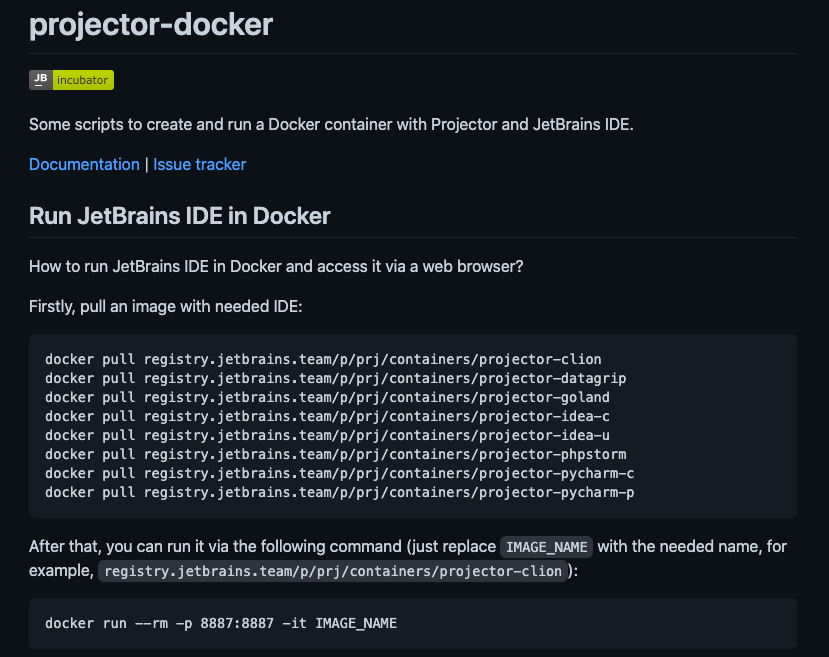 projector-docker
JB incubator
Some scripts to create and run a Docker container with Projector and JetBrains IDE.
Documentation | Issue tracker
Run JetBrains IDE in Docker
How to run JetBrains IDE in Docker and access it via a web browser?
Firstly, pull an image with needed IDE:
docker pull registry.jetbrains.team/p/prj/containers/projector-clion
docker pull registry.jetbrains.team/p/prj/containers/projector-datagrip
docker pull registry.jetbrains.team/p/prj/containers/projector-goland
docker pull registry.jetbrains.team/p/prj/containers/projector-idea-c
docker pull registry.jetbrains.team/p/prj/containers/projector-idea-u
docker pull registry.jetbrains.team/p/prj/containers/projector-phpstorm
docker pull registry.jetbrains.team/p/prj/containers/projector-pycharm-c
docker pull registry.jetbrains.team/p/prj/containers/projector-pycharm-p
After that, you can run it via the following command (just replace IMAGE_NAME with the needed name, for
example, registry.jetbrains.team/p/prj/containers/projector-clion):
docker run --rm -p 8887:8887 -it IMAGE_NAME